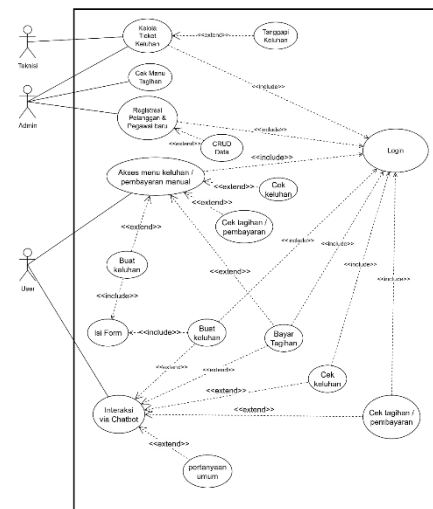 Kelola
Tiket
Keluhan
<<extend>>
Tanggapi
Keluhan
Teknisi
Cek Menu
Tagihan
<<include>>
Admin
Registrasi
Pelanggan &
Pegawai baru
<<include>>
<<extend>>
CRUD
Data
Login
<<include>>
Akses menu keluhan /
pembayaran manual
<<extend>>
Cek
keluhan
<<extend>>
Cek tagihan /
pembayaran
<<extend>>
<<include>>
<<include>>
User
Buat
keluhan
<<extend>>
<<include>>
<<include>>
<<include>>
Isi Form
<<include>>
Buat
keluhan
Bayar
Tagihan
<<extend>>
<<extend>>
Cek
keluhan
<<extend>>
Interaksi
via Chatbot
<<extend>>
Cek tagihan /
pembayaran
<<extend>>
pertanyaan
umum